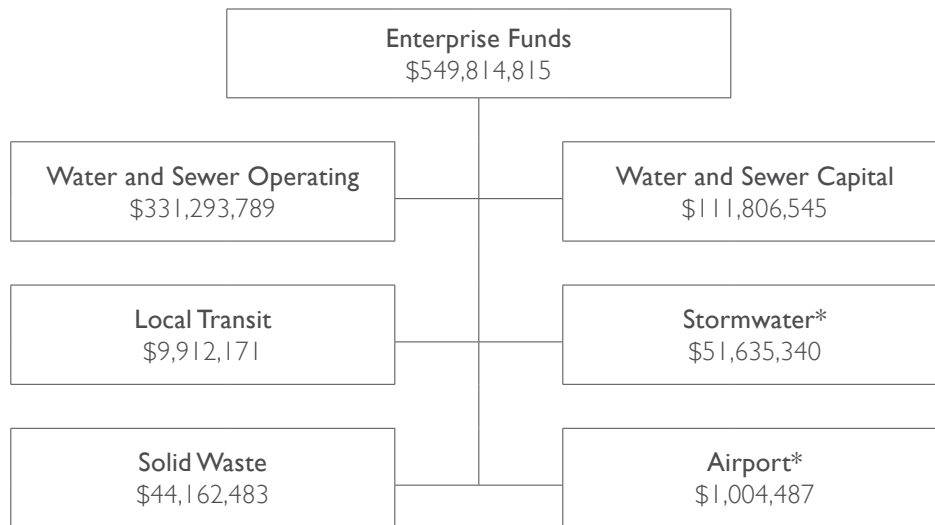 Enterprise Funds
$549,814,815
Water and Sewer Operating
$331,293,789
Water and Sewer Capital
$111,806,545
Local Transit
$9,912,171
Stormwater*
$51,635,340
Solid Waste
$44,162,483
Airport*
$1,004,487